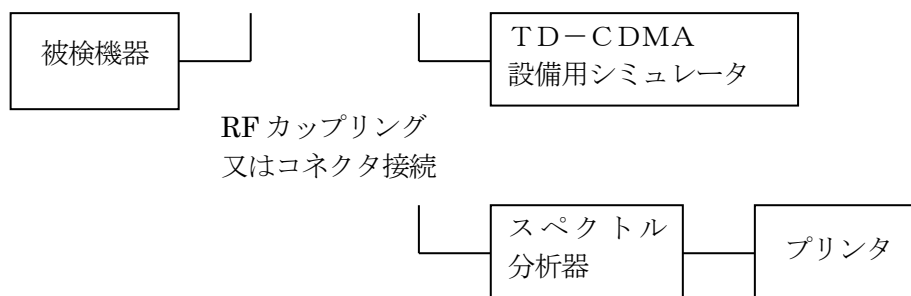 被検機器
ＴＤ－ＣＤＭＡ
設備用シミュレータ
RF カップリング
又はコネクタ接続
スペクトル
分析器
プリンタ